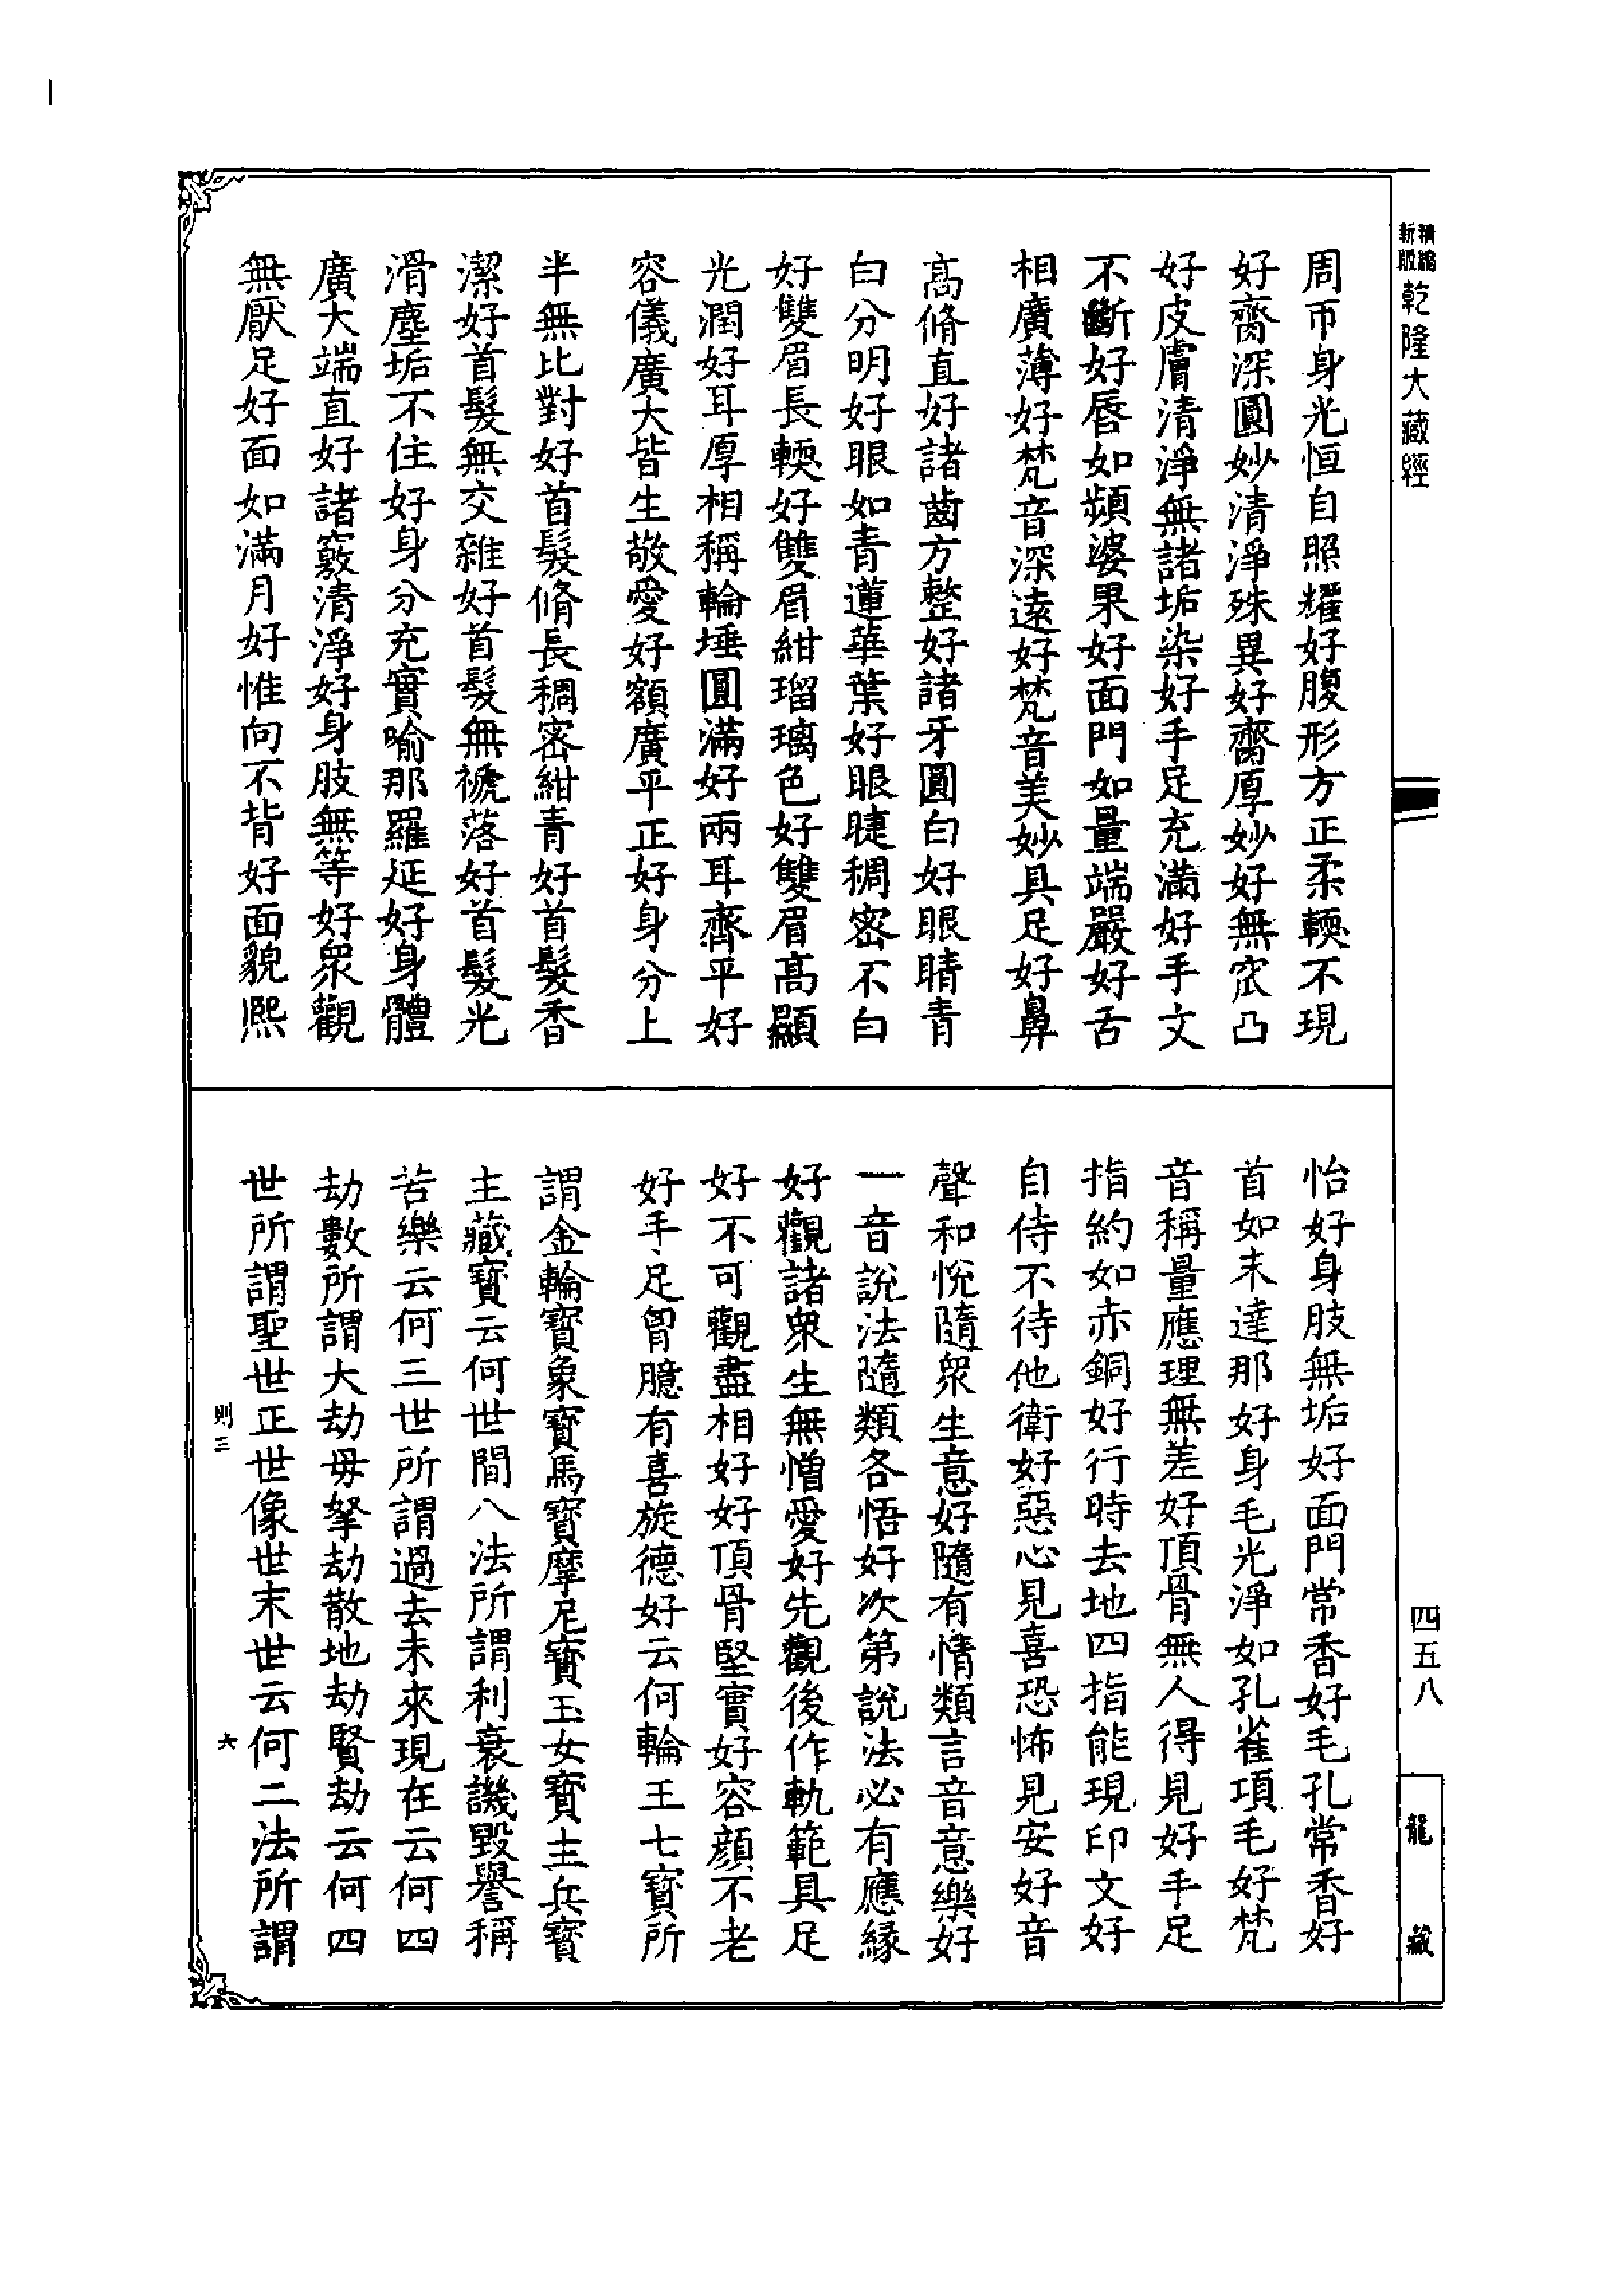 精縮
新版
乾隆大藏經
周帀身光恒自照耀好腹形方正柔輭不現
好齊深圓妙清淨殊異好齊厚妙好無窊凸
好皮膚清淨無諸垢染好手足充滿好手文
不斷好唇如頻婆果好面門如量端嚴好舌
相廣薄好梵音深遠好梵音美妙具足好鼻
高脩直好諸齒方整好諸牙圓白好眼睛青
白分明好眼如青蓮華葉好眼睫稠密不白
好雙眉長輭好雙眉紺瑠璃色好雙眉高顯
光潤好耳厚相稱輪埵圓滿好兩耳齊平好
容儀廣大皆生敬愛好額廣平正好身分上
半無比對好首髮脩長稠密紺青好首髮香
潔好首髮無交雜好首髮無褫落好首髮光
滑塵垢不住好身分充實喻那羅延好身體
廣大端直好諸竅清淨好身肢無等好眾觀
無厭足好面如滿月好惟向不背好面貌熙
怡好身肢無垢好面門常香好毛孔常香好
首如末達那好身毛光淨如孔雀項毛好梵
音稱量應理無差好頂骨無人得見好手足
指約如赤銅好行時去地四指能現印文好
自侍不待他衛好惡心見喜恐怖見安好音
聲和悅隨眾生意好隨有情類言音意樂好
一音說法隨類各悟好次第說法必有應緣
好觀諸眾生無憎愛好先觀後作軌範具足
好不可觀盡相好好頂骨堅實好容顏不老
好手足胷臆有喜旋德好云何輪王七寶所
謂金輪寶象寶馬寶摩尼寶玉女寶主兵寶
主藏寶云何世間八法所謂利衰譏毀譽稱
苦樂云何三世所謂過去未來現在云何四
劫數所謂大劫毋拏劫散地劫賢劫云何四
世所謂聖世正世像世末世云何二法所謂
則三
六
四五八
龍藏